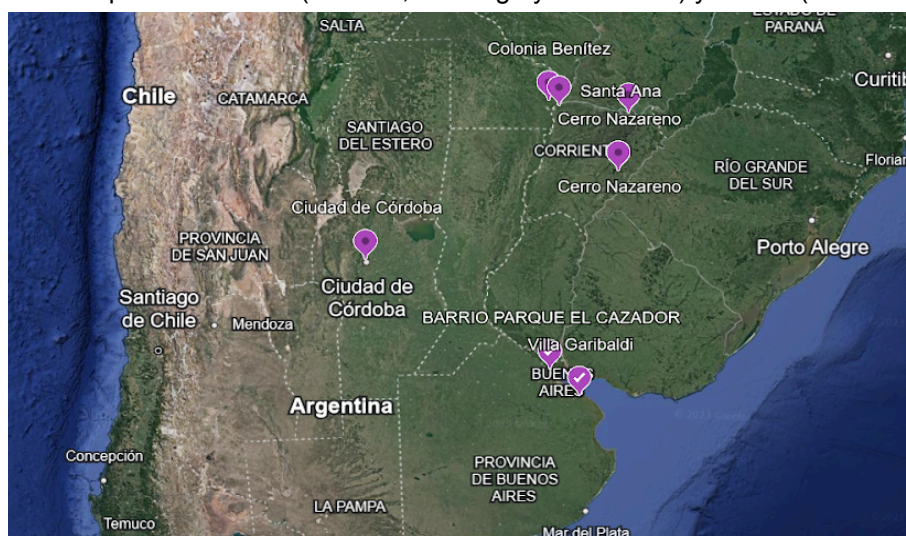 SALTA
PARANÁ
Colonia Benítez
Chile
CATAMARCA
Santa Ana
Curitib
Cerro Nazareno
SANTIAGO
DEL ESTERO
CORRIENT
RÍO GRANDE
DEL SUR
Florian
Cerro Nazareno
Ciudad de Córdoba
PROVINCIA
DE SAN JUAN
Porto Alegre
Ciudad de
Córdoba
Santiago
de Chile
Mendoza
BARRIO PARQUE EL CAZADOR
Villa Garibaldi
BUENOS
AIRES
Argentina
Concepción
PROVINCIA
DE BUENOS
AIRES
LA PAMPA
Temuco
Mar del Plata